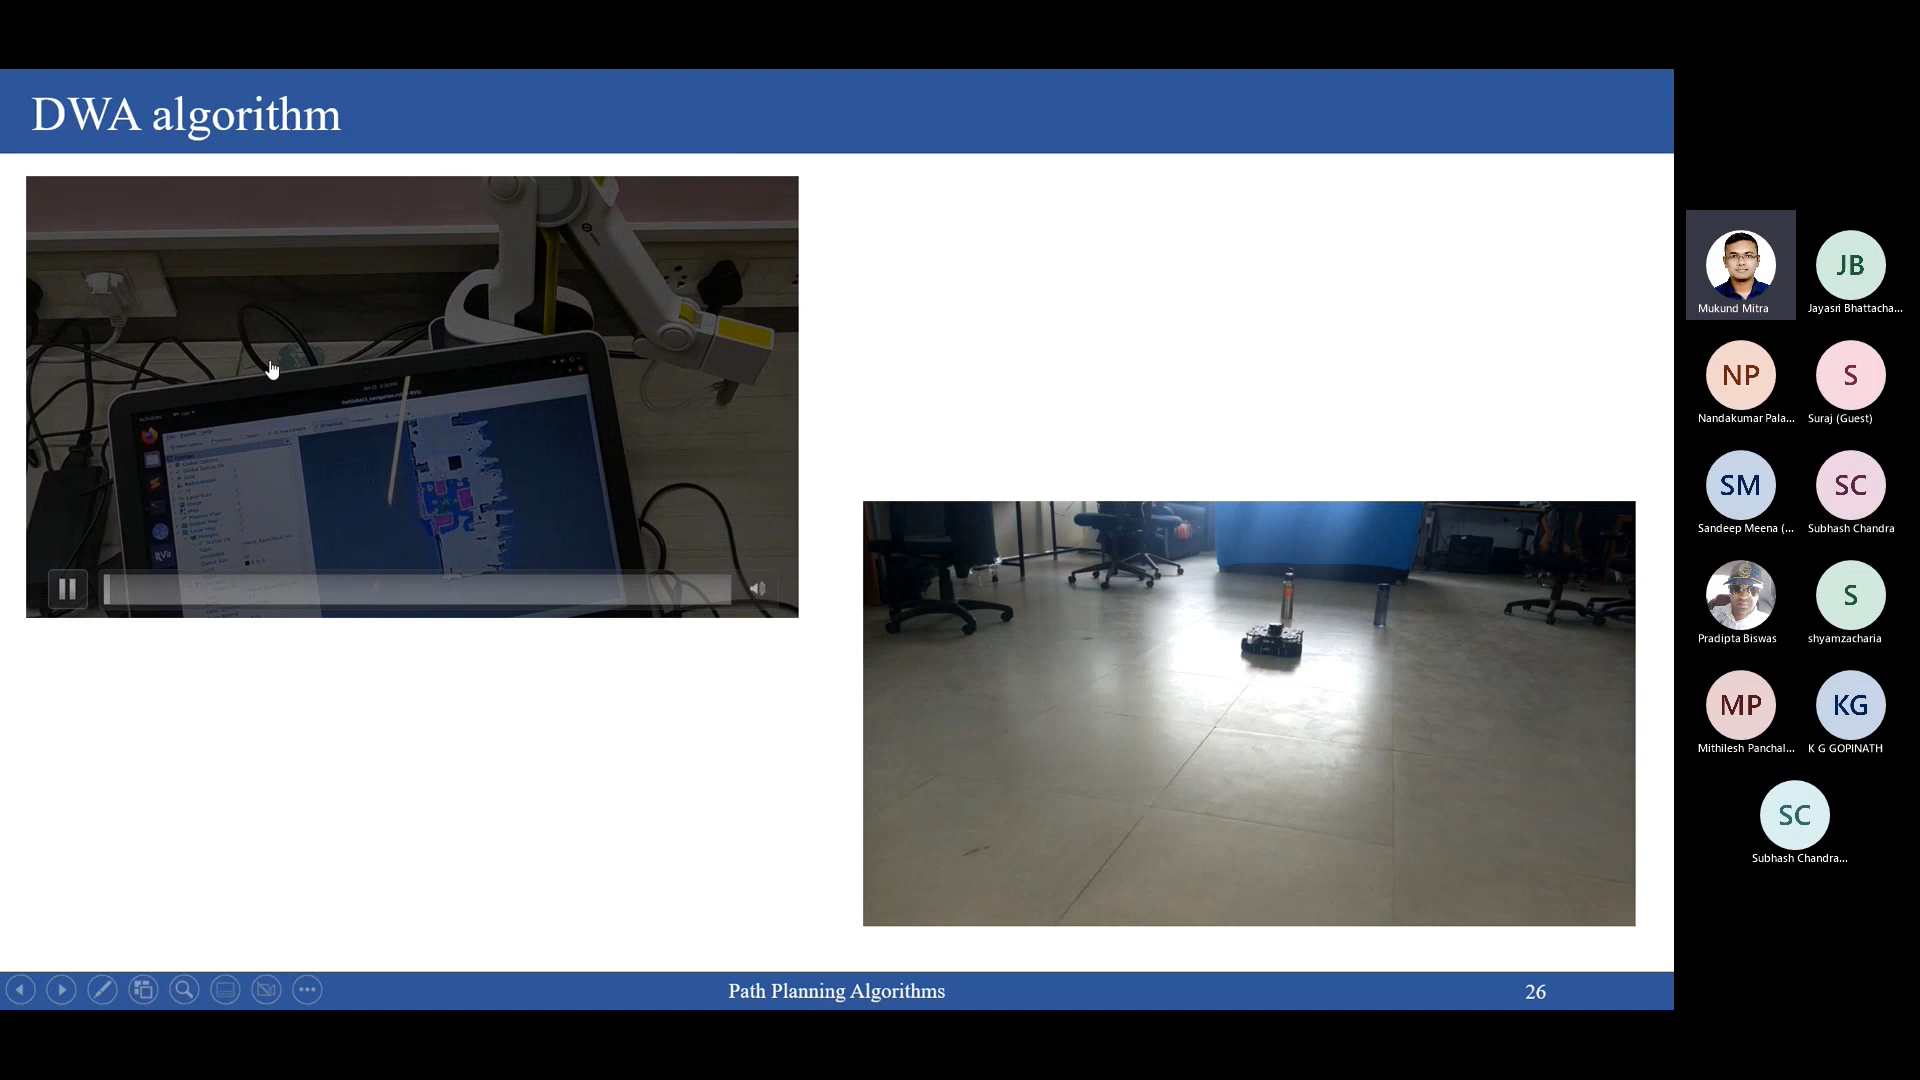 DWA algorithm
Mukund Mitra
JB
Jayasri Bhattacha...
NP
Nandakumar Pala...
S
Suraj (Guest)
SM
Sandeep Meena (...
SC
Subhash Chandra
Pradipta Biswas
S
shyamzacharia
MP
Mithilesh Panchal...
KG
K G GOPINATH
SC
Subhash Chandra...
Path Planning Algorithms
26